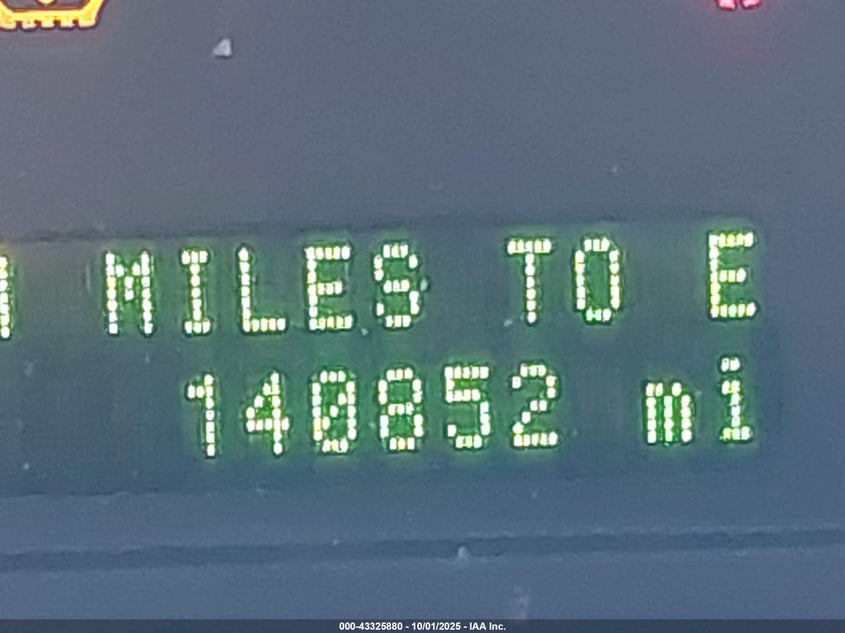 MILES TO E
140852 mi
000-43325880 - 10/01/2025 - IAA Inc.